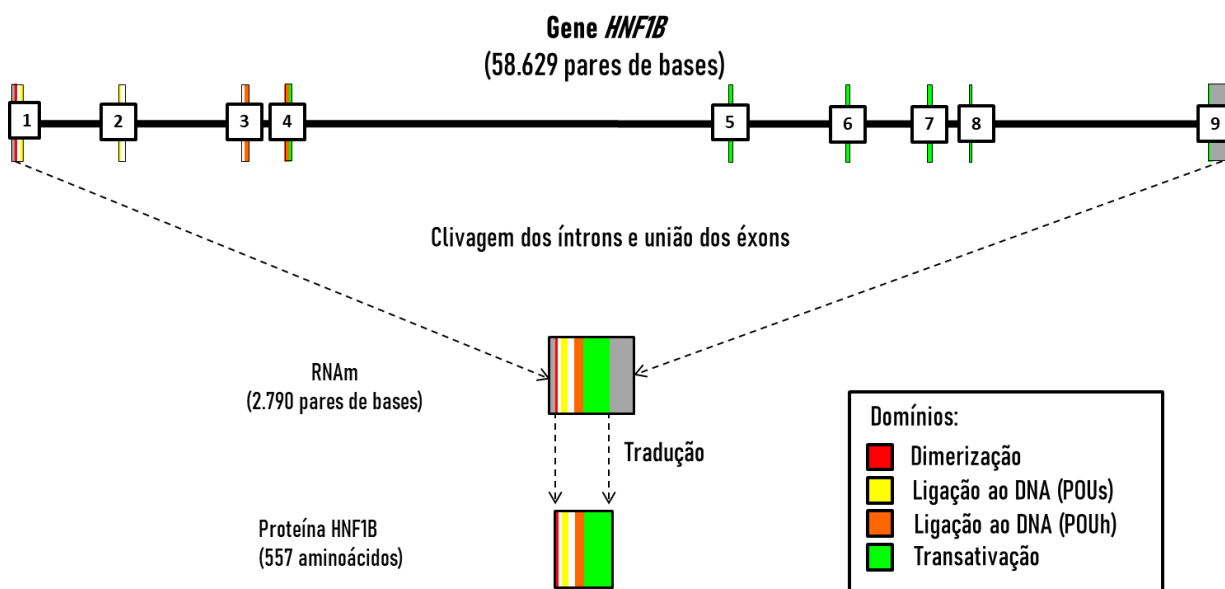 Gene HNF1B
(58.629 pares de bases)
1
2
3
4
5
6
7
8
9
Clivagem dos íntrons e união dos éxons
RNAm
(2.790 pares de bases)
Tradução
Proteína HNF1B
(557 aminoácidos)
Domínios:
Dimerização
Ligação ao DNA (POUs)
Ligação ao DNA (POUh)
Transativação